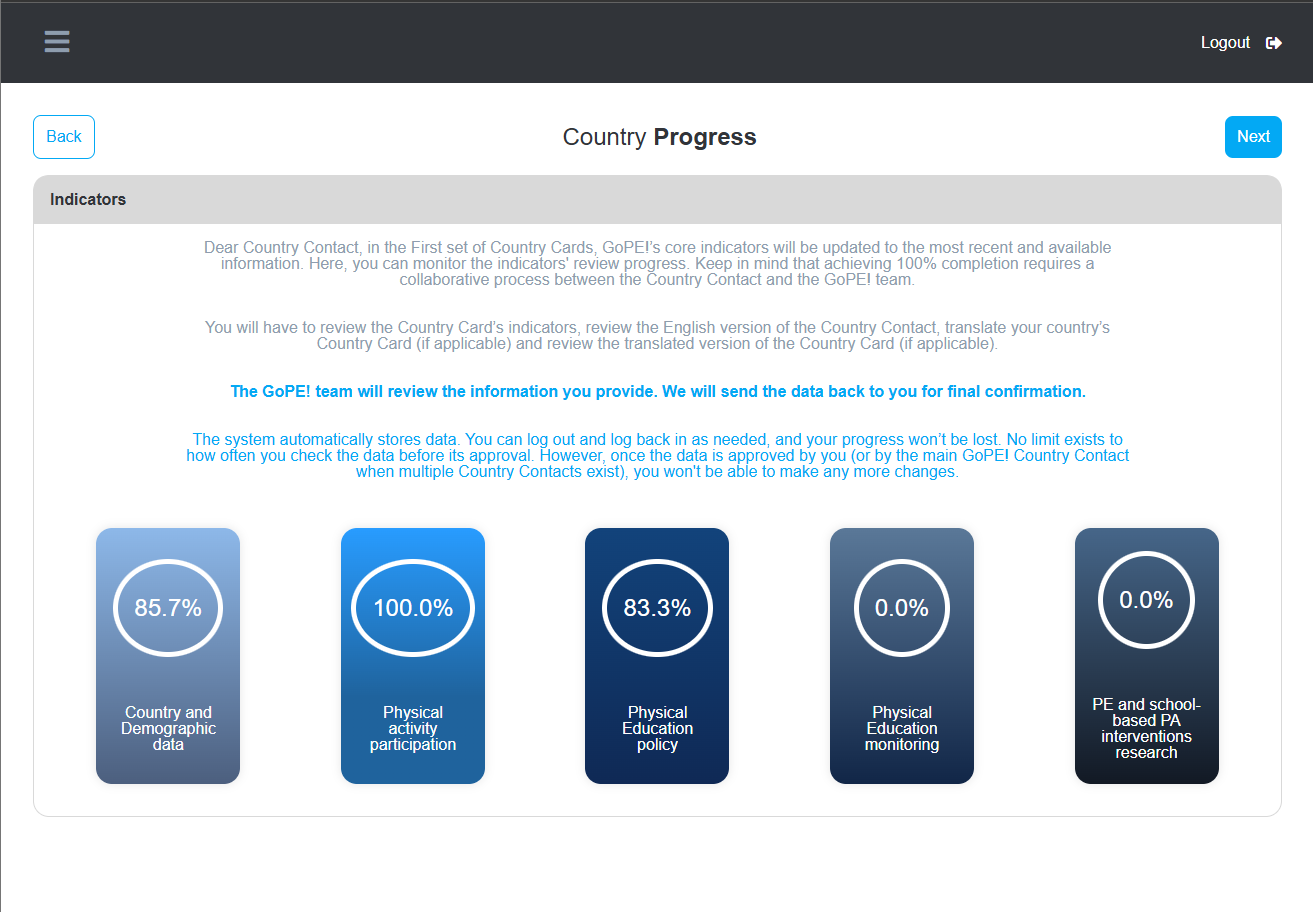 Logout
Back
Country Progress
Next
Indicators
Dear Country Contact, in the First set of Country Cards, GoPE!'s core indicators will be updated to the most recent and available
information. Here, you can monitor the indicators' review progress. Keep in mind that achieving 100% completion requires a
collaborative process between the Country Contact and the GoPE! team.
You will have to review the Country Card’s indicators, review the English version of the Country Contact, translate your country’s
Country Card (if applicable) and review the translated version of the Country Card (if applicable).
The GoPE! team will review the information you provide. We will send the data back to you for final confirmation.
The system automatically stores data. You can log out and log back in as needed, and your progress won’t be lost. No limit exists to
how often you check the data before its approval. However, once the data is approved by you (or by the main GoPE! Country Contact
when multiple Country Contacts exist), you won't be able to make any more changes.
85.7%
Country and
Demographic
data
100.0%
Physical
activity
participation
83.3%
Physical
Education
policy
0.0%
Physical
Education
monitoring
0.0%
PE and school-
based PA
interventions
research